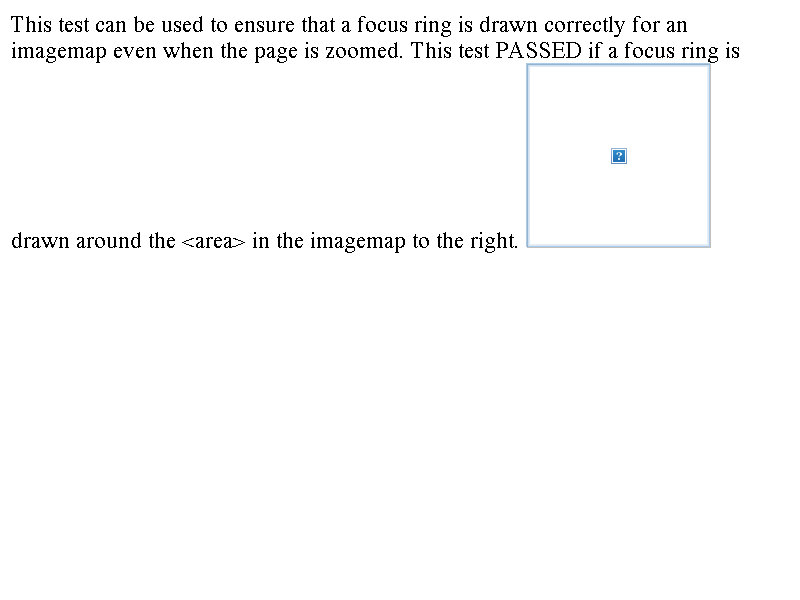 This test can be used to ensure that a focus ring is drawn correctly for an
imagemap even when the page is zoomed. This test PASSED if a focus ring is
drawn around the <area> in the imagemap to the right.
?